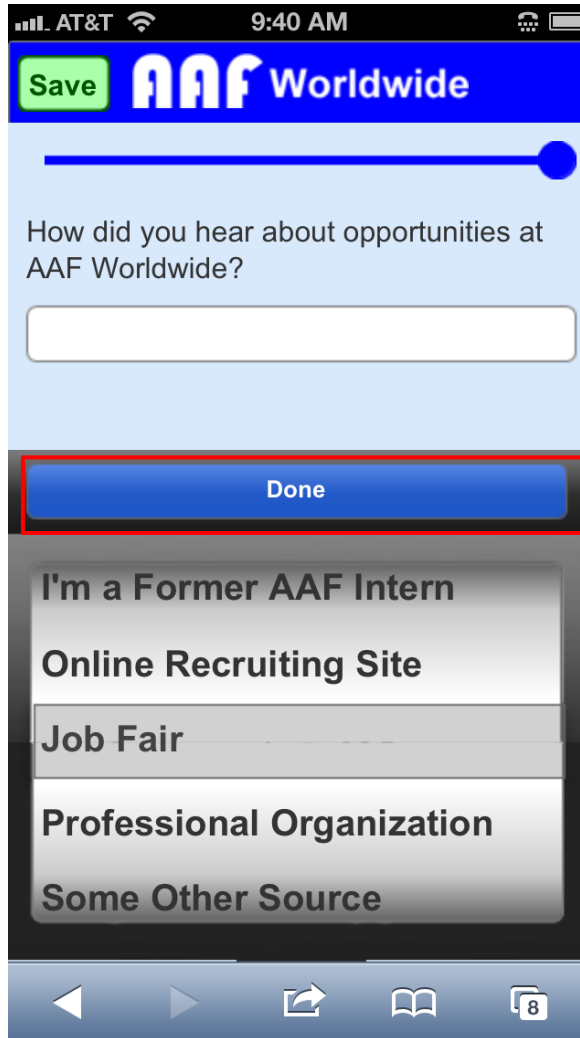 AT&T 9:40 AM
Save AAF Worldwide
How did you hear about opportunities at
AAF Worldwide?
Done
I'm a Former AAF Intern
Online Recruiting Site
Job Fair
Professional Organization
Some Other Source
8